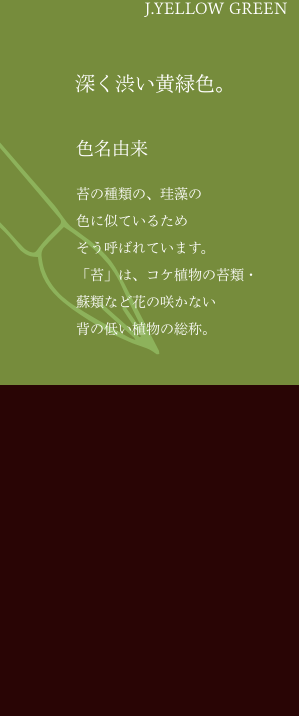 J.YELLOW GREEN
深く渋い黄緑色。
色名由来
苔の種類の、珪藻の
色に似ているため
そう呼ばれています。
「苔」は、コケ植物の苔類・
蘇類など花の咲かない
背の低い植物の総称。